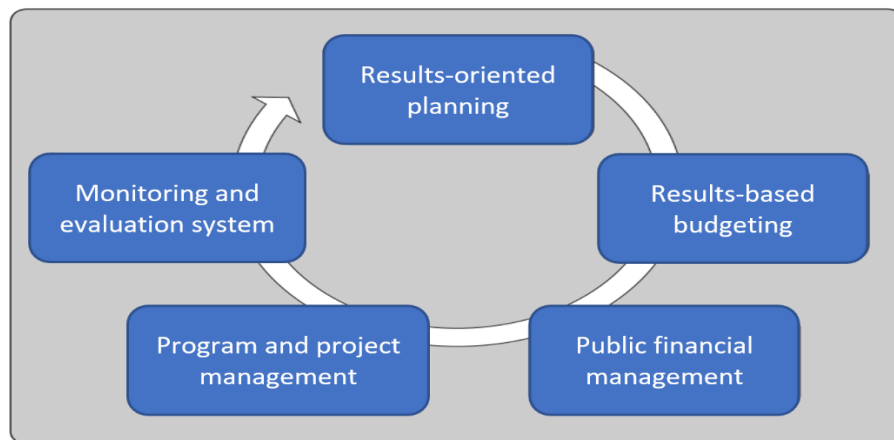 Results-oriented
planning
Results-based
budgeting
Public financial
management
Program and project
management
Monitoring and
evaluation system